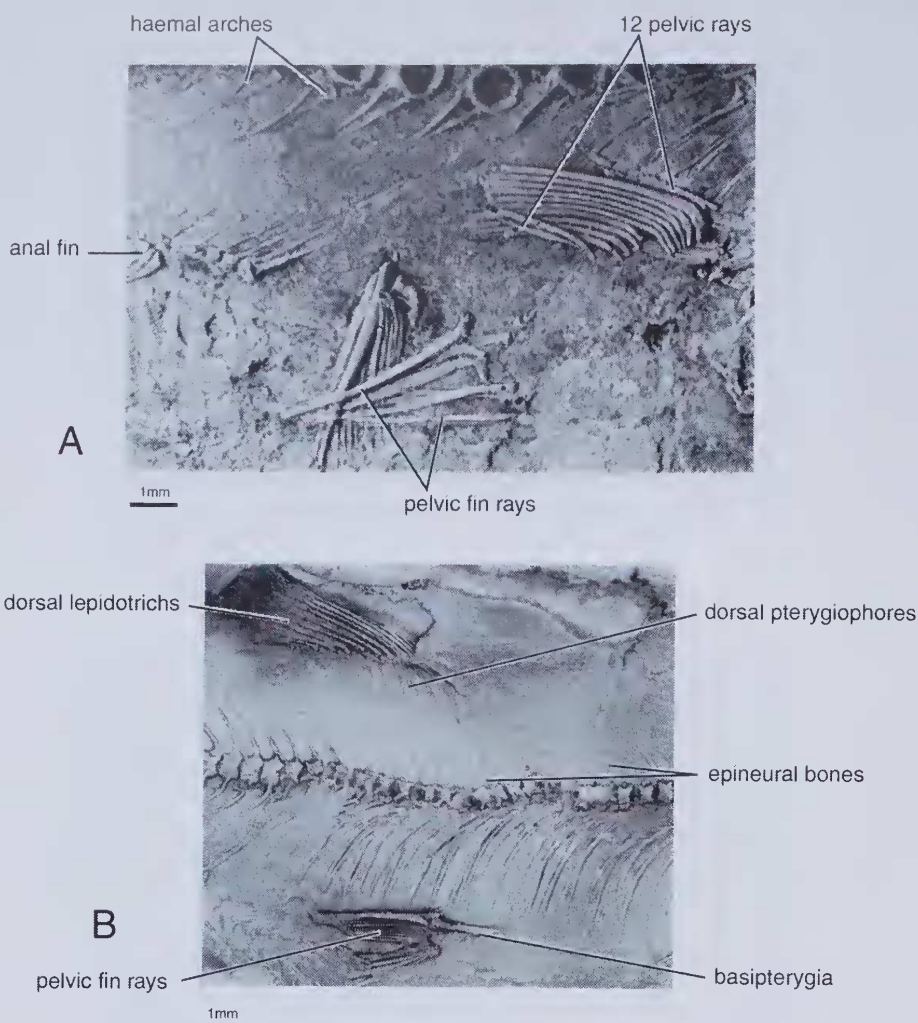 haemal arches
12 pelvic rays
anal fin
A
1mm
pelvic fin rays
dorsal lepidotrichs
dorsal pterygiophores
epineural bones
B
pelvic fin rays
basipterygia
1mm